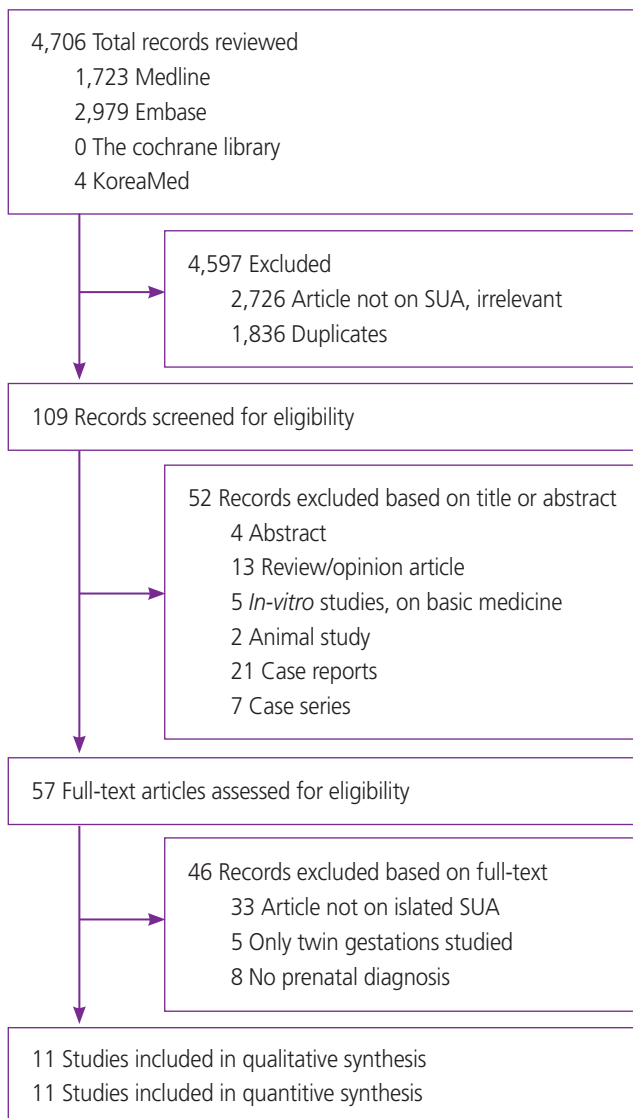 4,706 Total records reviewed
1,723 Medline
2,979 Embase
0 The cochrane library
4 KoreaMed
4,597 Excluded
2,726 Article not on SUA, irrelevant
1,836 Duplicates
109 Records screened for eligibility
52 Records excluded based on title or abstract
4 Abstract
13 Review/opinion article
5 In-vitro studies, on basic medicine
2 Animal study
21 Case reports
7 Case series
57 Full-text articles assessed for eligibility
46 Records excluded based on full-text
33 Article not on islated SUA
5 Only twin gestations studied
8 No prenatal diagnosis
11 Studies included in qualitative synthesis
11 Studies included in quantitive synthesis